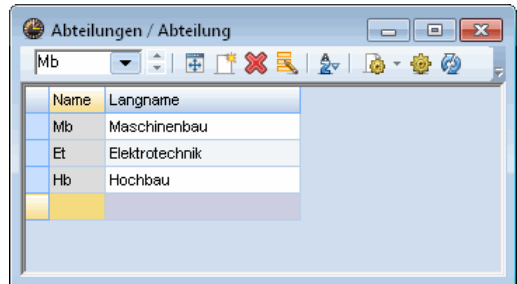 Abteilungen / Abteilung
Mb
Name Langname
Mb Maschinenbau
Et Elektrotechnik
Hb Hochbau